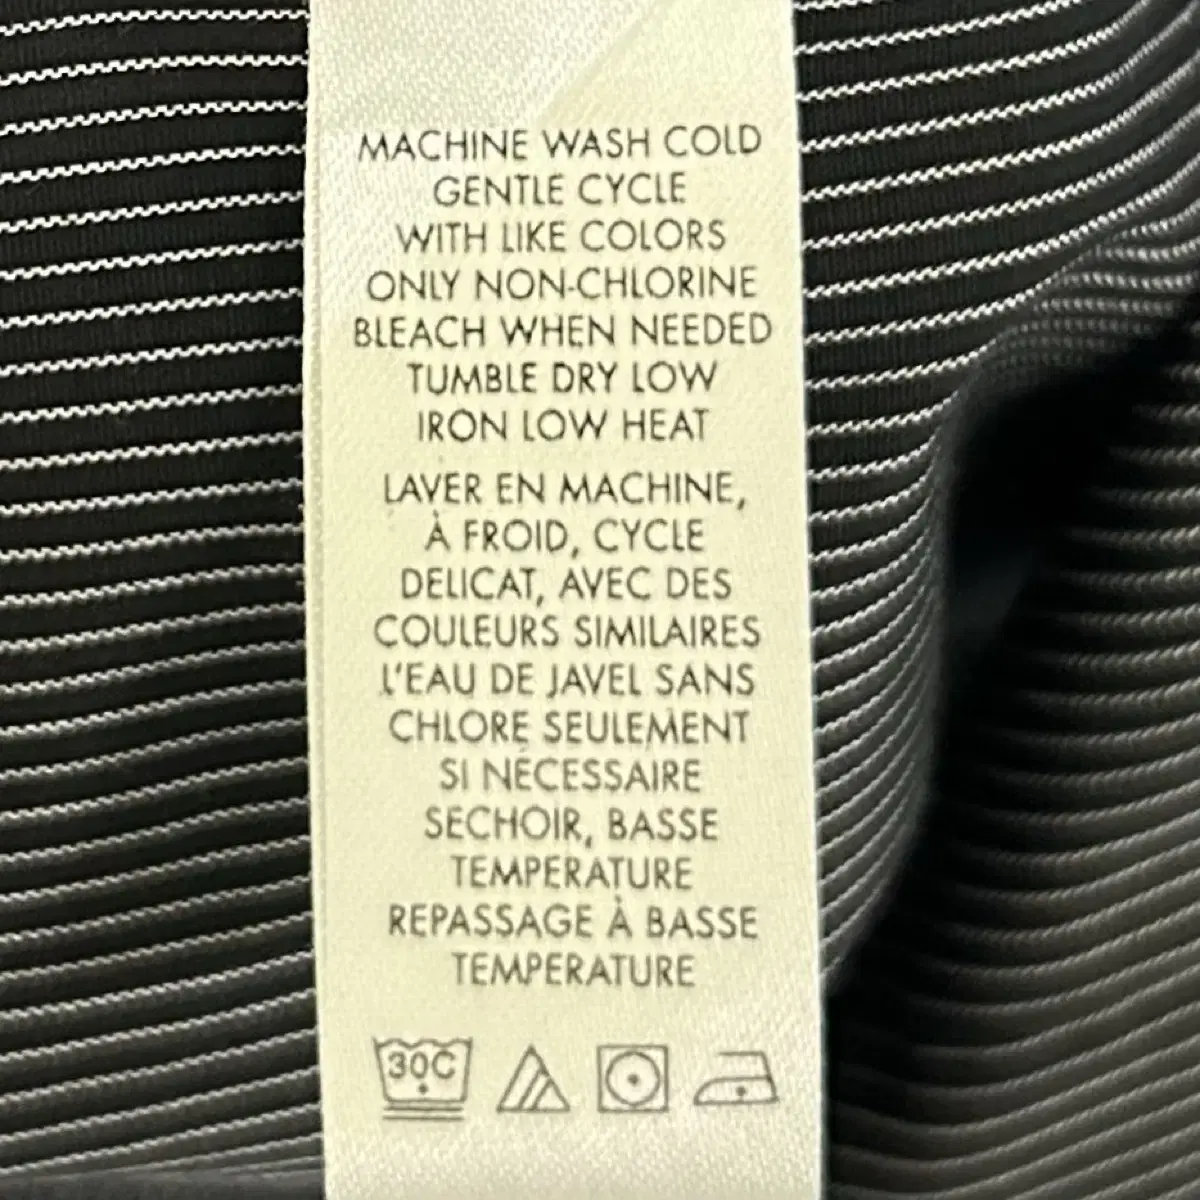 MACHINE WASH COLD
GENTLE CYCLE
WITH LIKE COLORS
ONLY NON-CHLORINE
BLEACH WHEN NEEDED
TUMBLE DRY LOW
IRON LOW HEAT
LAVER EN MACHINE,
À FROID, CYCLE
DELICAT, AVEC DES
COULEURS SIMILAIRES
L'EAU DE JAVEL SANS
CHLORE SEULEMENT
SI NÉCESSAIRE
SECHOIR, BASSE
TEMPERATURE
REPASSAGE À BASSE
TEMPERATURE
30C